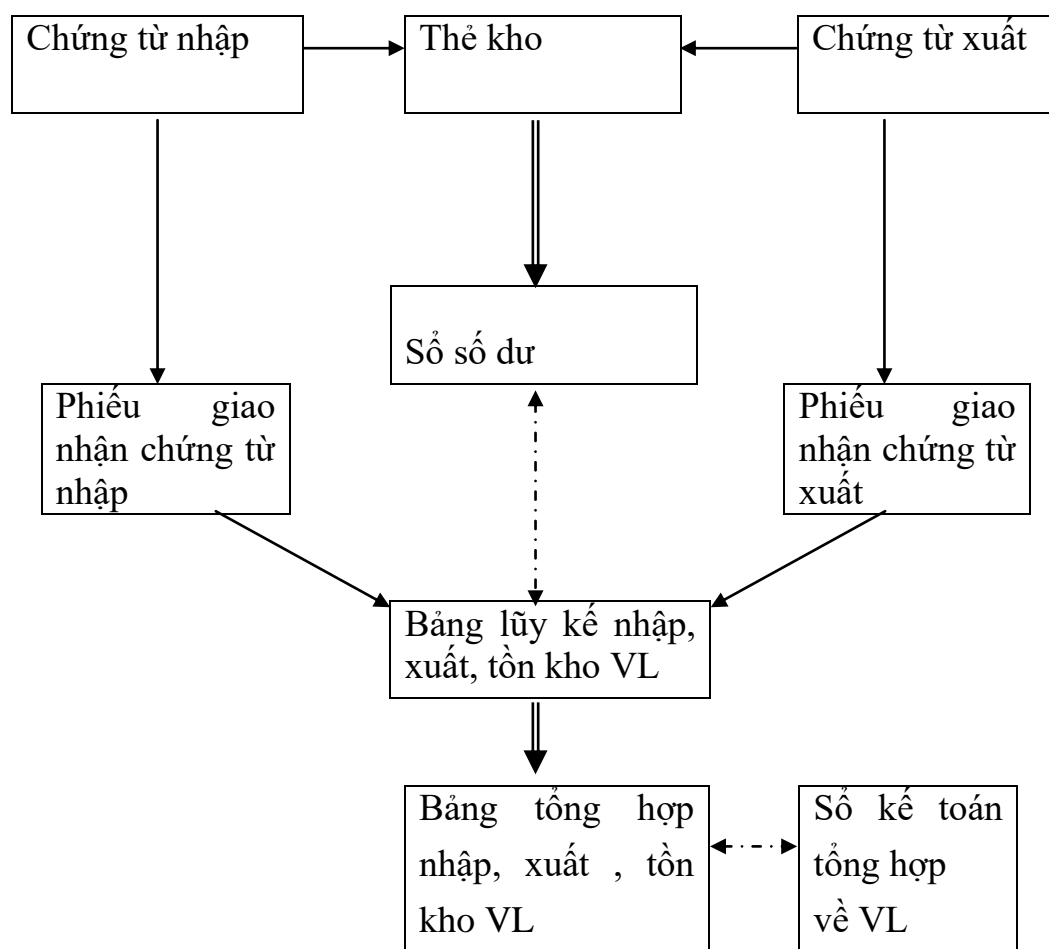 Chứng từ nhập
Thẻ kho
Chứng từ xuất
Sổ số dư
Phiếu giao
nhận chứng từ
nhập
Phiếu giao
nhận chứng từ
xuất
Bảng lũy kế nhập,
xuất, tồn kho VL
Bảng tổng hợp
nhập, xuất , tồn
kho VL
Sổ kế toán
tổng hợp
về VL